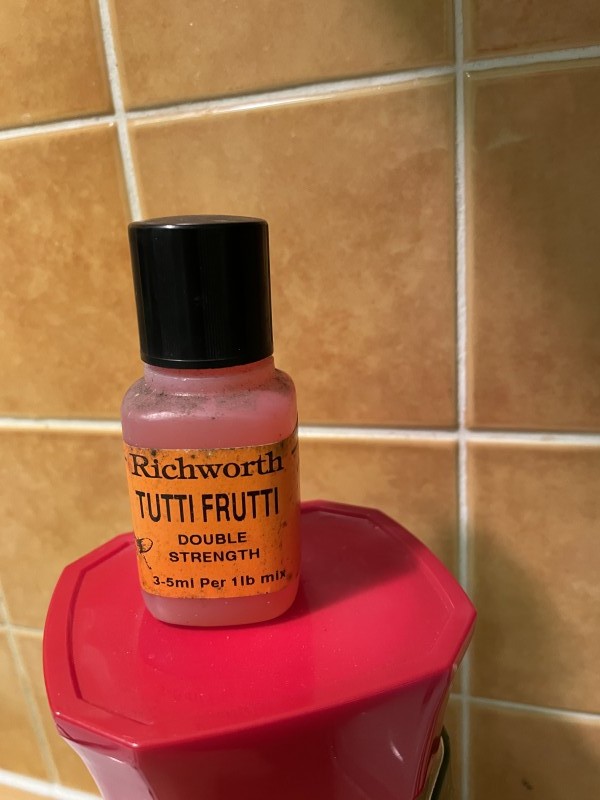 Richworth
TUTTI FRUTTI
DOUBLE
STRENGTH
3-5ml Per 1lb mix